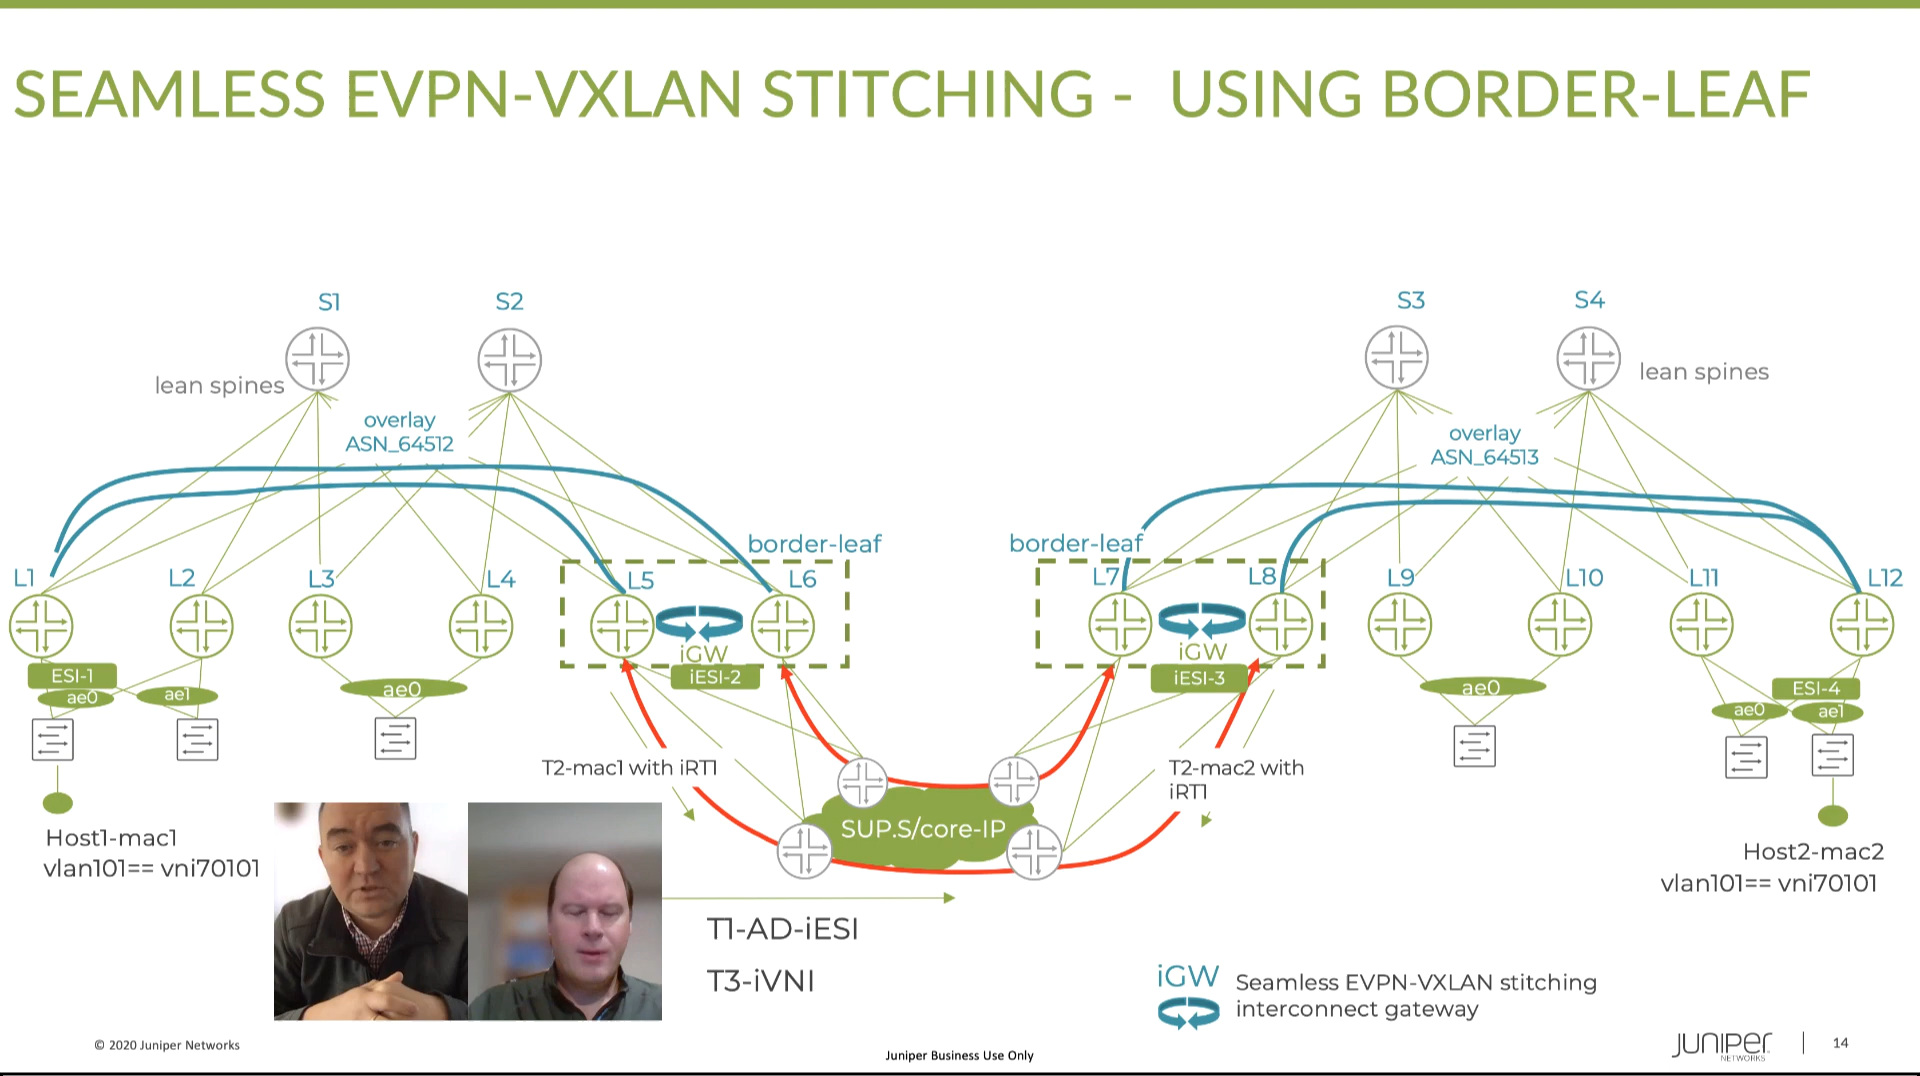 SEAMLESS EVPN-VXLAN STITCHING - USING BORDER-LEAF
S1
S2
S3
S4
lean spines
lean spines
overlay
ASN_64512
overlay
ASN_64513
border-leaf
border-leaf
L1
L2
L3
L4
L5
L6
L7
L8
L9
L10
L11
L12
iGW
iESI-2
iGW
iESI-3
ESI-1
ae0
ae1
ae0
ae0
ESI-4
ae0
ae1
T2-mac1 with iRT1
T2-mac2 with
iRT1
SUP.S/core-IP
Host1-mac1
vlan101== vni70101
Host2-mac2
vlan101== vni70101
T1-AD-iESI
T3-iVNI
iGW
Seamless EVPN-VXLAN stitching
interconnect gateway
© 2020 Juniper Networks
Juniper Business Use Only
JUNIPER
NETWORKS
14